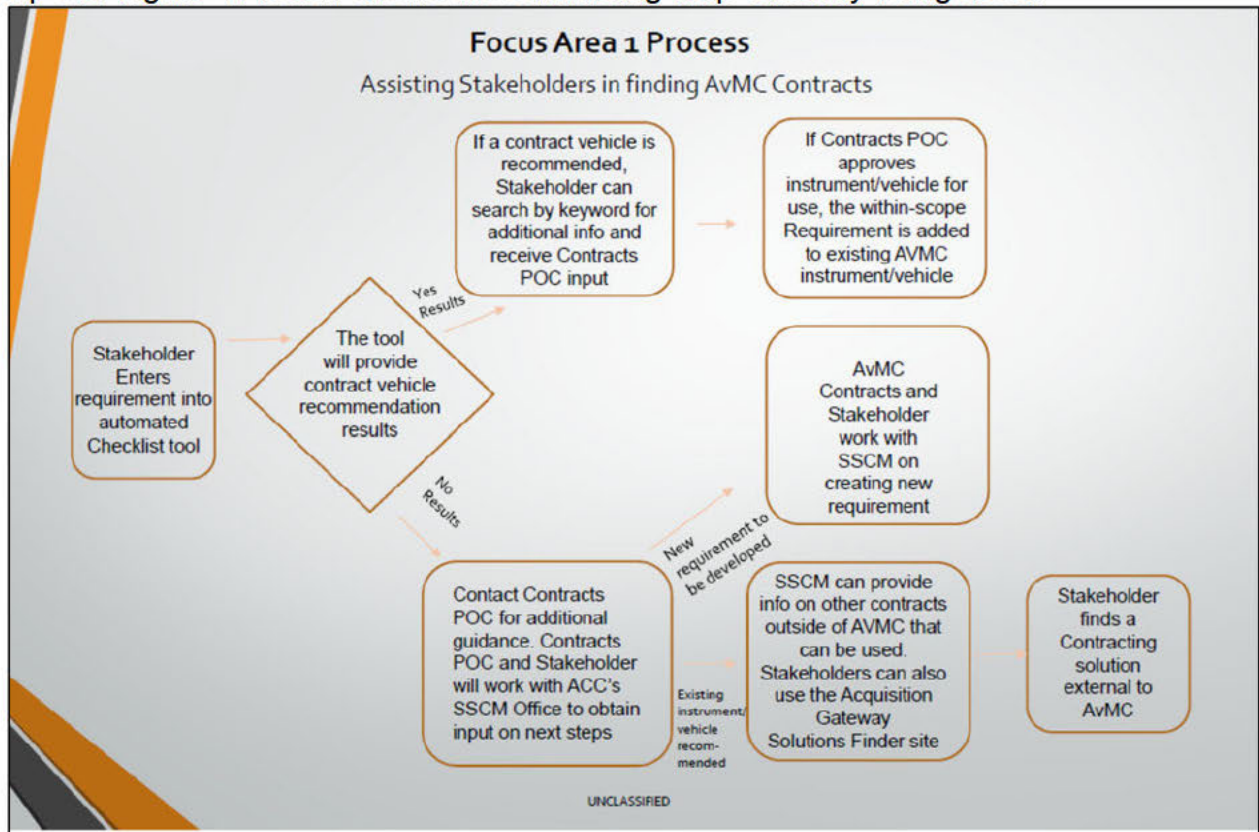 Focus Area 1 Process
Assisting Stakeholders in finding AvMC Contracts
If a contract vehicle is
recommended,
Stakeholder can
search by keyword for
additional info and
receive Contracts
POC input
If Contracts POC
approves
instrument/vehicle for
use, the within-scope
Requirement is added
to existing AVMC
instrument/vehicle
Yes
Results
Stakeholder
Enters
requirement into
automated
Checklist tool
The tool
will provide
contract vehicle
recommendation
results
AvMC
Contracts and
Stakeholder
work with
SSCM on
creating new
requirement
No
Results
New
requirement to
be developed
Contact Contracts
POC for additional
guidance. Contracts
POC and Stakeholder
will work with ACC's
SSCM Office to obtain
input on next steps
Existing
instrument/
vehicle
recom-
mended
SSCM can provide
info on other contracts
outside of AVMC that
can be used.
Stakeholders can also
use the Acquisition
Gateway
Solutions Finder site
Stakeholder
finds a
Contracting
solution
external to
AvMC
UNCLASSIFIED